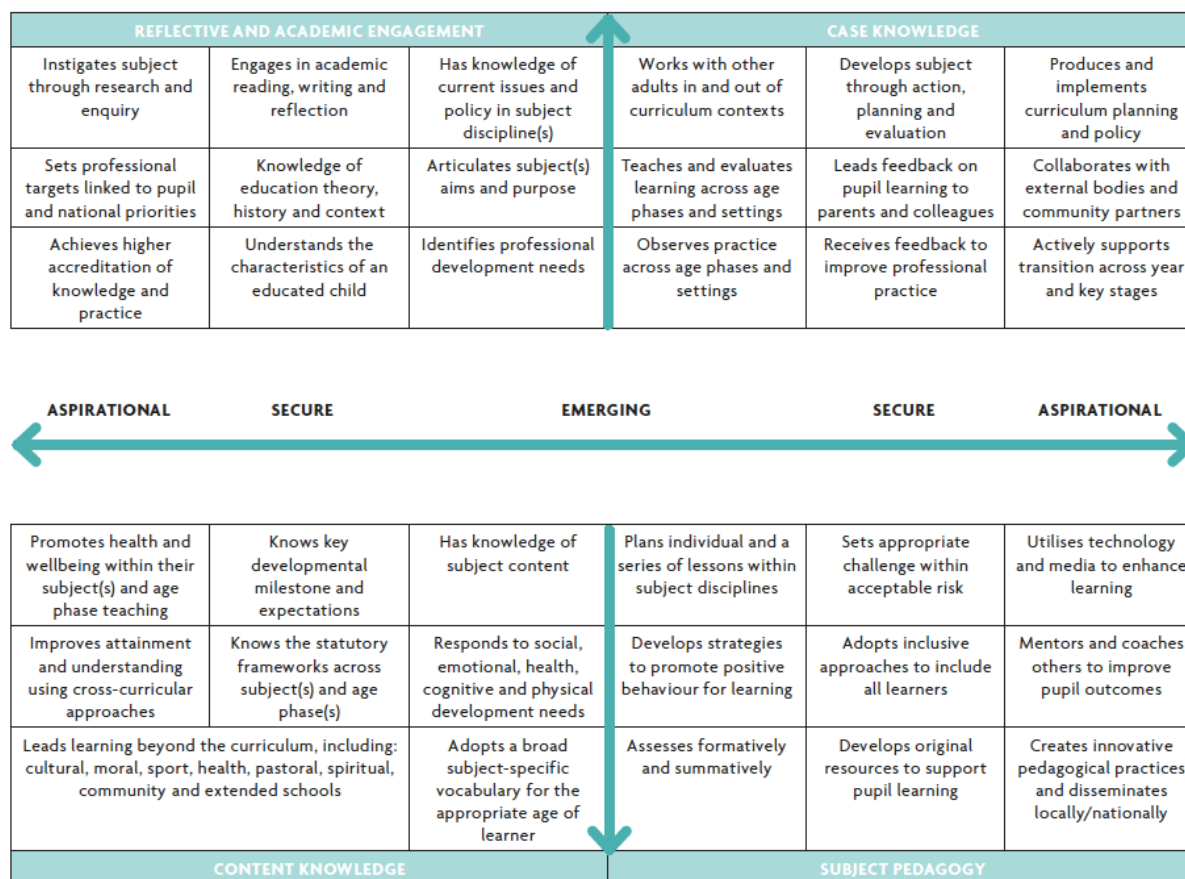 REFLECTIVE AND ACADEMIC ENGAGEMENT
CASE KNOWLEDGE
Instigates subject
through research and
enquiry
Engages in academic
reading, writing and
reflection
Has knowledge of
current issues and
policy in subject
discipline(s)
Works with other
adults in and out of
curriculum contexts
Develops subject
through action,
planning and
evaluation
Produces and
implements
curriculum planning
and policy
Sets professional
targets linked to pupil
and national priorities
Knowledge of
education theory,
history and context
Articulates subject(s)
aims and purpose
Teaches and evaluates
learning across age
phases and settings
Leads feedback on
pupil learning to
parents and colleagues
Collaborates with
external bodies and
community partners
Achieves higher
accreditation of
knowledge and
practice
Understands the
characteristics of an
educated child
Identifies professional
development needs
Observes practice
across age phases and
settings
Receives feedback to
improve professional
practice
Actively supports
transition across year
and key stages
ASPIRATIONAL
SECURE
EMERGING
SECURE
ASPIRATIONAL
Promotes health and
wellbeing within their
subject(s) and age
phase teaching
Knows key
developmental
milestone and
expectations
Has knowledge of
subject content
Plans individual and a
series of lessons within
subject disciplines
Sets appropriate
challenge within
acceptable risk
Utilises technology
and media to enhance
learning
Improves attainment
and understanding
using cross-curricular
approaches
Knows the statutory
frameworks across
subject(s) and age
phase(s)
Responds to social,
emotional, health,
cognitive and physical
development needs
Develops strategies
to promote positive
behaviour for learning
Adopts inclusive
approaches to include
all learners
Mentors and coaches
others to improve
pupil outcomes
Leads learning beyond the curriculum, including:
cultural, moral, sport, health, pastoral, spiritual,
community and extended schools
Adopts a broad
subject-specific
vocabulary for the
appropriate age of
learner
Assesses formatively
and summatively
Develops original
resources to support
pupil learning
Creates innovative
pedagogical practices
and disseminates
locally/nationally
CONTENT KNOWLEDGE
SUBJECT PEDAGOGY